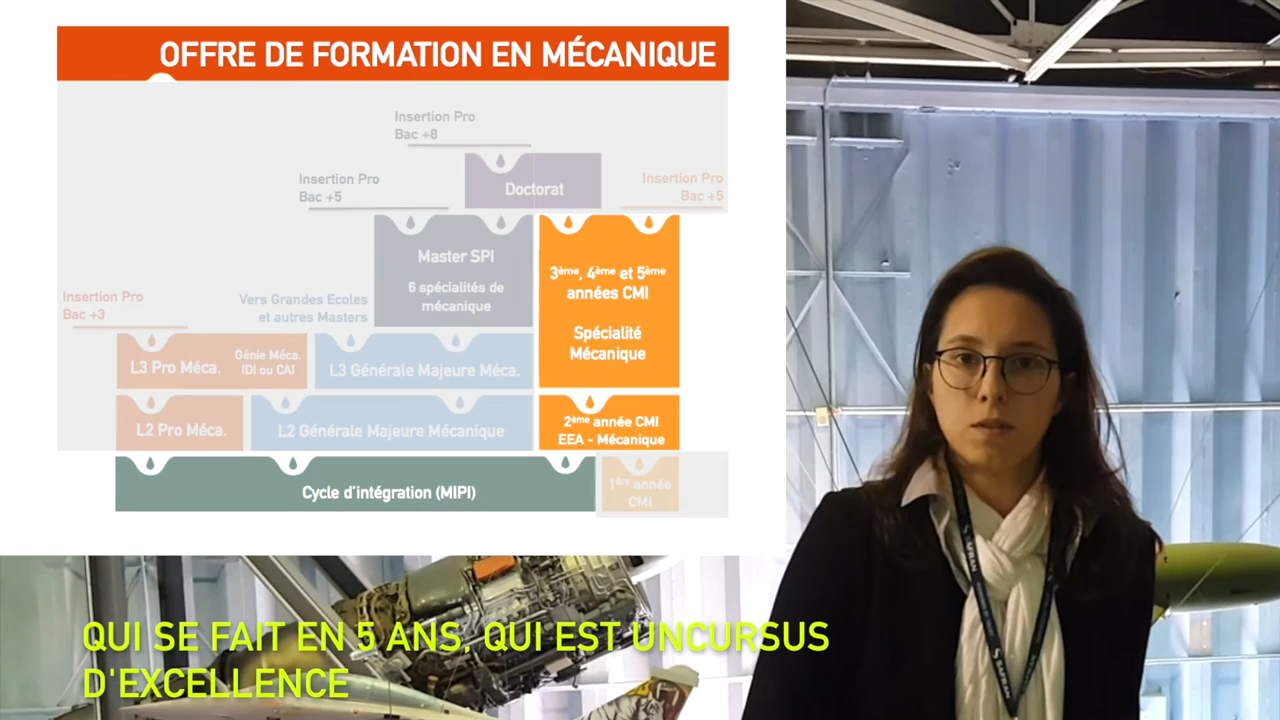 OFFRE DE FORMATION EN MÉCANIQUE
Insertion Pro
Bac +8
Insertion Pro
Bac +5
Doctorat
Insertion Pro
Bac +5
Master SPI
6 spécialités de
mécanique
3ème, 4ème et 5ème
années CMI
Spécialité
Mécanique
Insertion Pro
Bac +3
Vers Grandes Ecoles
et autres Masters
L3 Pro Méca.
Génie Méca.
IDI ou CAI
L3 Générale Majeure Méca.
L2 Pro Méca.
L2 Générale Majeure Mécanique
2ème année CMI
EEA - Mécanique
Cycle d'intégration (MIPI)
1ère année
CMI
SAFRAN
SAFRAN
QUI SE FAIT EN 5 ANS, QUI EST UNCURSUS
D'EXCELLENCE